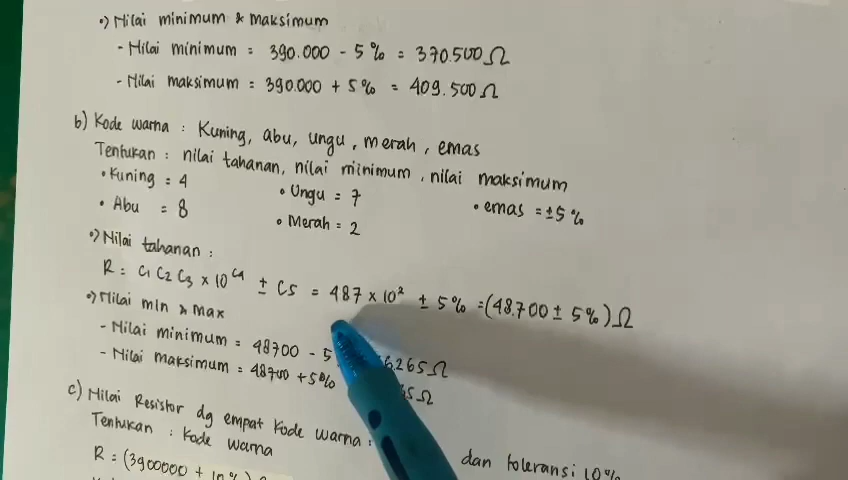 •) Nilai minimum & maksimum
- Nilai minimum = 390.000 - 5% = 370.500 Ω
- Nilai maksimum = 390.000 + 5% = 409.500 Ω
b) Kode warna : Kuning, abu, ungu, merah, emas
Tentukan : nilai tahanan, nilai minimum, nilai maksimum
• Kuning = 4 • Ungu = 7 • emas = ±5%
• Abu = 8 • Merah = 2
•) Nilai tahanan :
R = C1 C2 C3 × 10^C4 ± C5 = 487 × 10² ± 5% = (48.700 ± 5%) Ω
•) Nilai min & max
- Nilai minimum = 48700 - 5 6.265 Ω
- Nilai maksimum = 48700 + 5% 5 Ω
c) Nilai Resistor dg empat kode warna : dan toleransi 10%
Tentukan : kode warna
R = (3900000 + 10%)